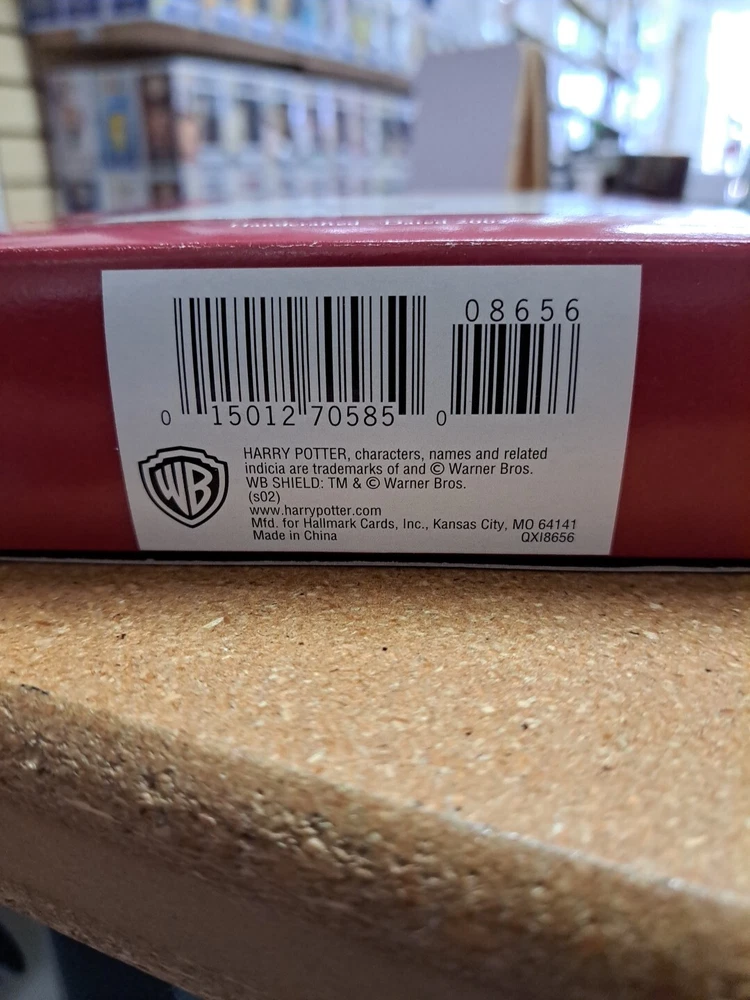 08656
0 15012 70585 0
WB
HARRY POTTER, characters, names and related
indicia are trademarks of and © Warner Bros.
WB SHIELD: TM & © Warner Bros.
(s02)
www.harrypotter.com
Mfd. for Hallmark Cards, Inc., Kansas City, MO 64141
Made in China
QXI8656